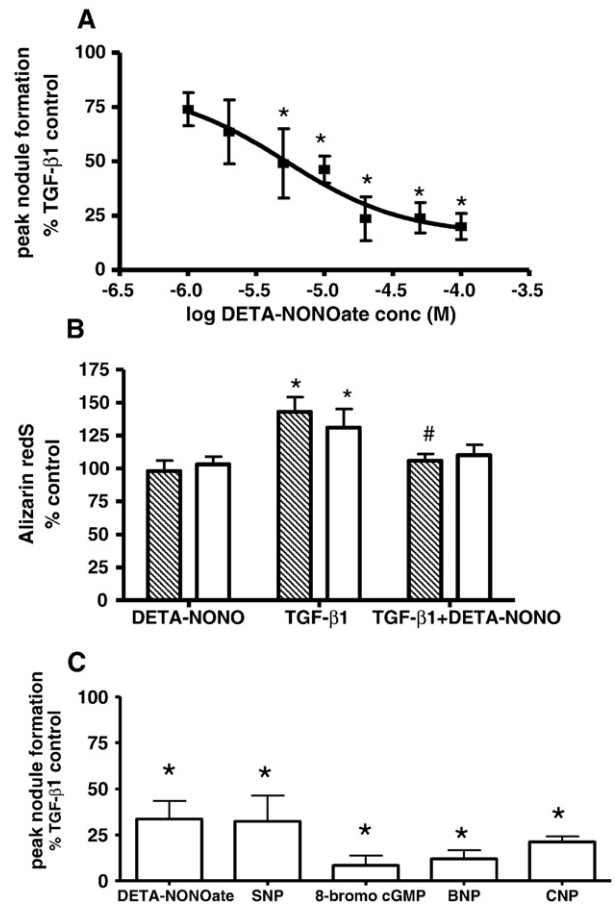 A
100
75
50
25
0
peak nodule formation
% TGF-β1 control
* * * * *
-6.5 -6.0 -5.5 -5.0 -4.5 -4.0 -3.5
log DETA-NONOate conc (M)
B
175
150
125
100
75
50
25
0
Alizarin redS
% control
* * #
DETA-NONO TGF-β1 TGF-β1+DETA-NONO
C
100
75
50
25
0
peak nodule formation
% TGF-β1 control
* * * * *
DETA-NONOate SNP 8-bromo cGMP BNP CNP